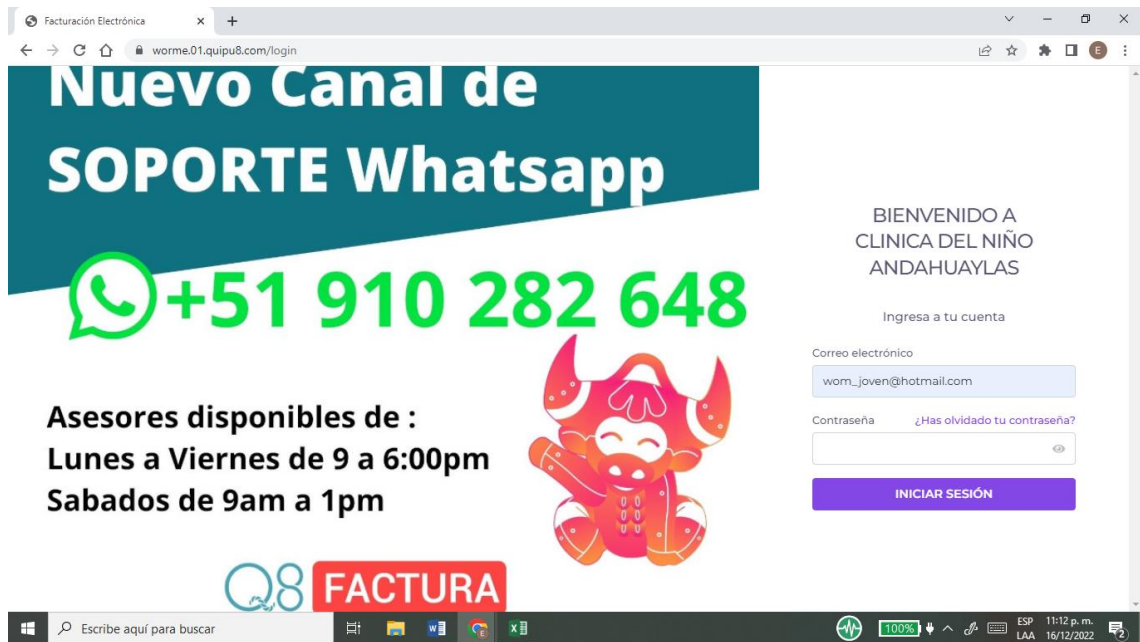 Facturación Electrónica
worme.01.quipu8.com/login
E
Nuevo Canal de
SOPORTE Whatsapp
+51 910 282 648
Asesores disponibles de :
Lunes a Viernes de 9 a 6:00pm
Sabados de 9am a 1pm
Q8 FACTURA
BIENVENIDO A
CLINICA DEL NIÑO
ANDAHUAYLAS
Ingresa a tu cuenta
Correo electrónico
wom_joven@hotmail.com
Contraseña ¿Has olvidado tu contraseña?
INICIAR SESIÓN
Escribe aquí para buscar
100%
ESP 11:12 p. m.
LAA 16/12/2022
2